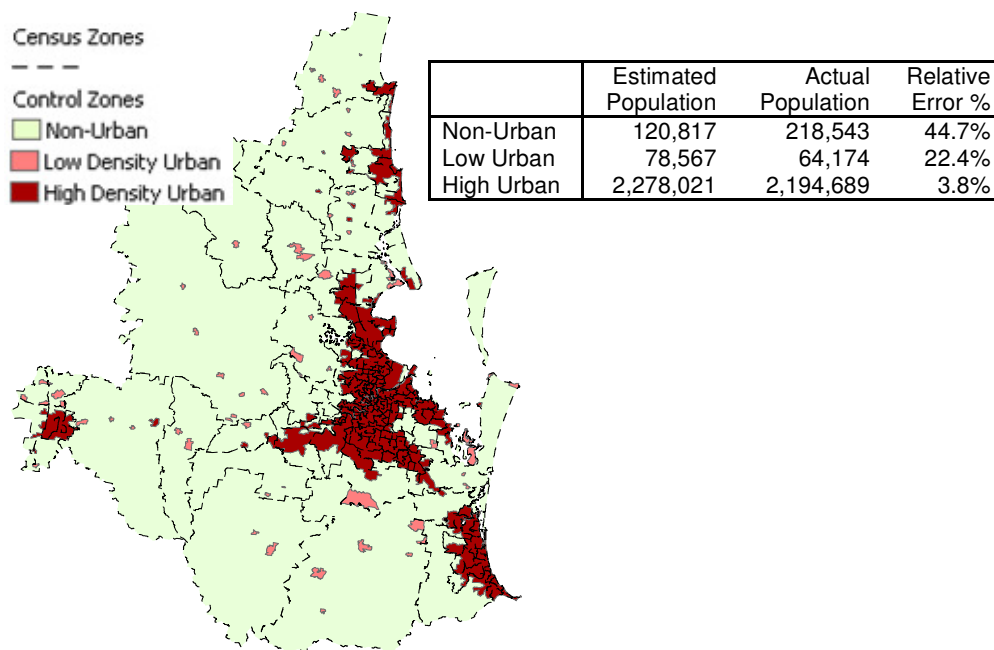 Census Zones
Control Zones
Non-Urban
Low Density Urban
High Density Urban
Estimated Population Actual Population Relative Error %
Non-Urban 120,817 218,543 44.7%
Low Urban 78,567 64,174 22.4%
High Urban 2,278,021 2,194,689 3.8%